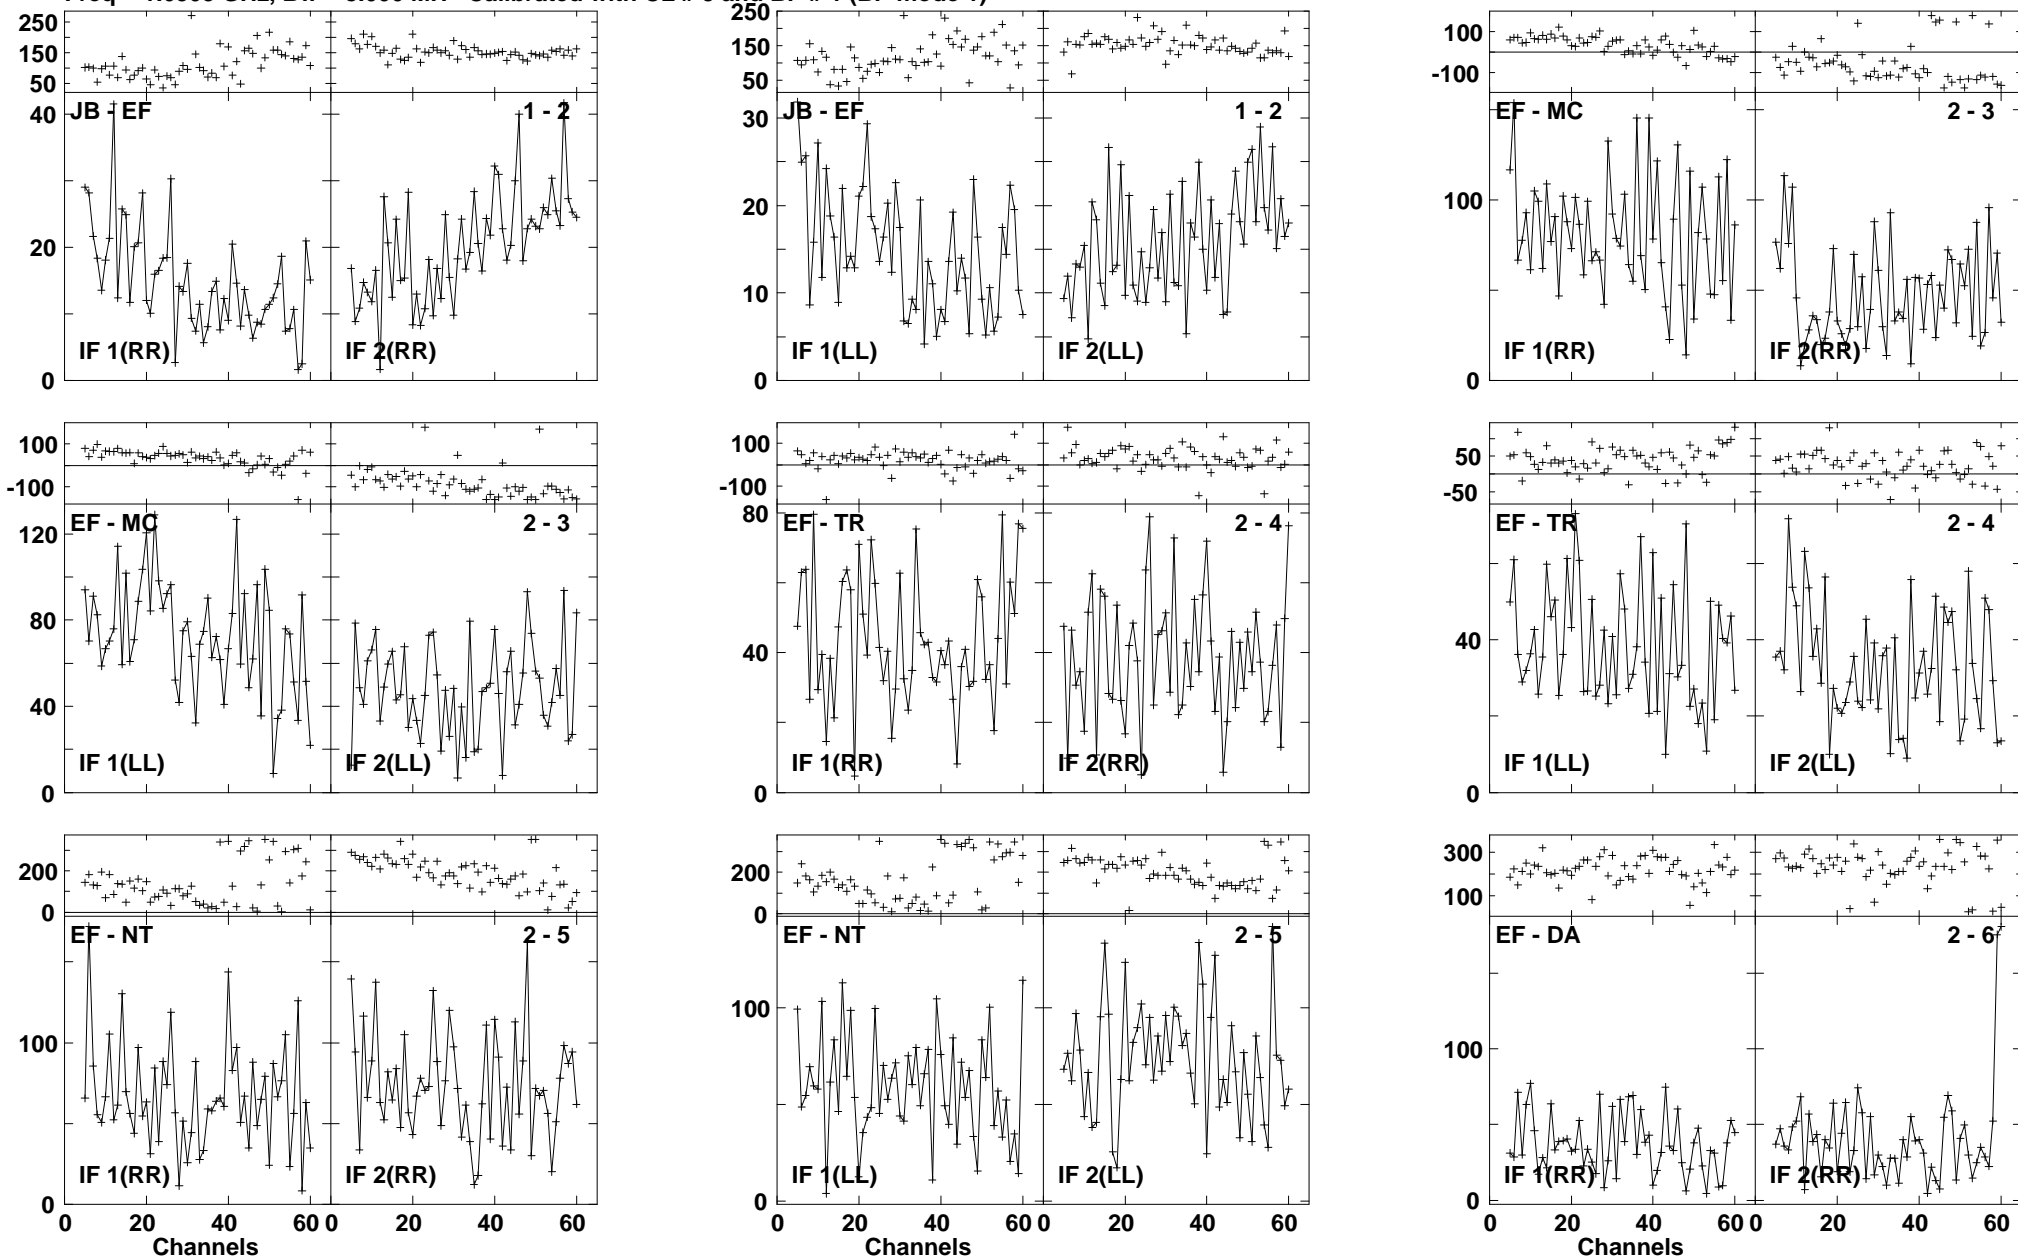 250
150
50
JB - EF
1 - 2
40
20
0
IF 1(RR)
IF 2(RR)
250
150
50
JB - EF
1 - 2
30
20
10
0
IF 1(LL)
IF 2(LL)
100
-100
EF - MC
2 - 3
100
0
IF 1(RR)
IF 2(RR)
100
-100
EF - MC
2 - 3
120
80
40
0
IF 1(LL)
IF 2(LL)
100
-100
EF - TR
2 - 4
80
40
0
IF 1(RR)
IF 2(RR)
50
-50
EF - TR
2 - 4
40
0
IF 1(LL)
IF 2(LL)
200
0
EF - NT
2 - 5
100
0
IF 1(RR)
IF 2(RR)
0 20 40 60 0 20 40 60
Channels
200
0
EF - NT
2 - 5
100
0
IF 1(LL)
IF 2(LL)
0 20 40 60 0 20 40 60
Channels
300
100
EF - DA
2 - 6
100
0
IF 1(RR)
IF 2(RR)
0 20 40 60 0 20 40 60
Channels